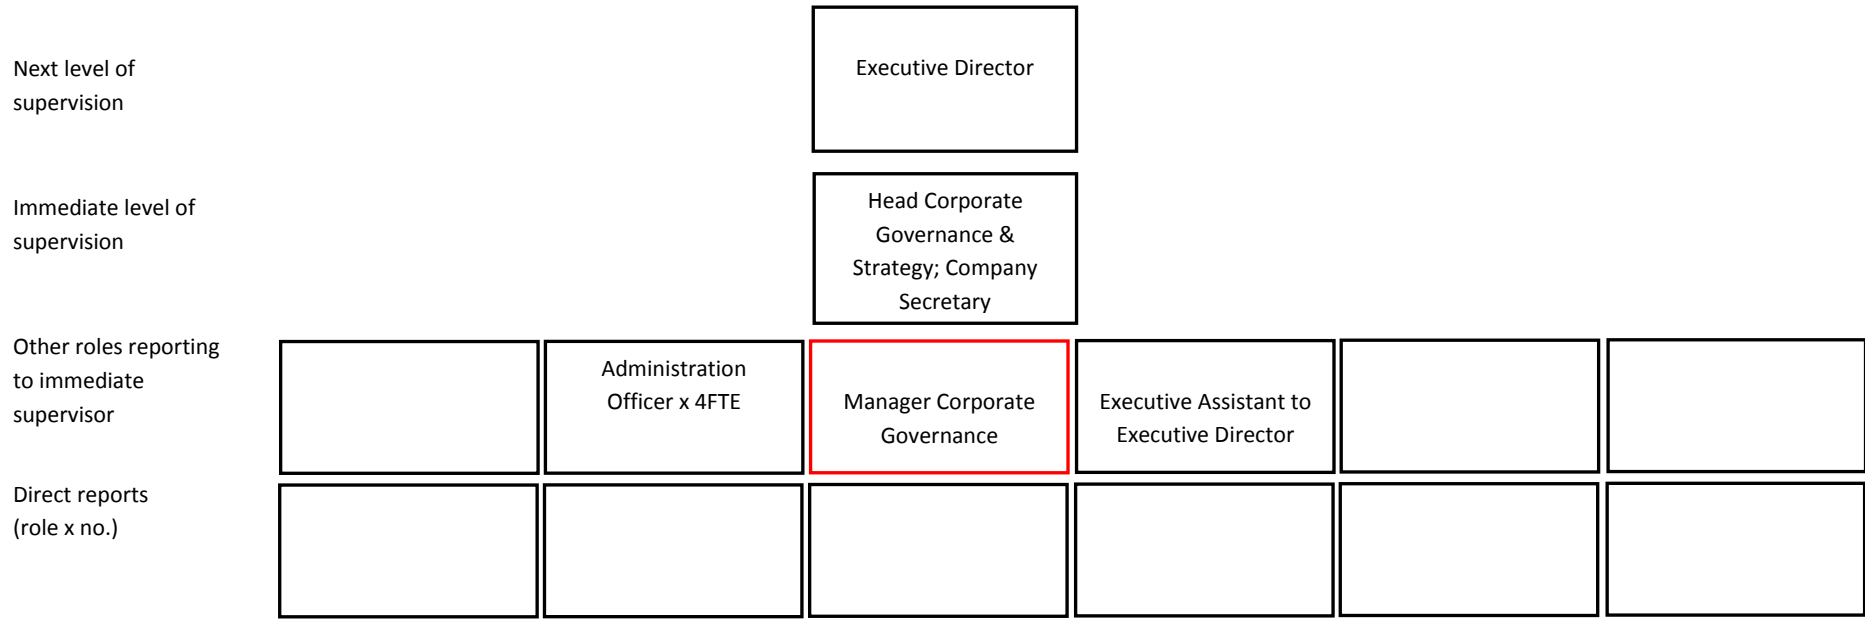 Next level of
supervision
Executive Director
Immediate level of
supervision
Head Corporate
Governance &
Strategy; Company
Secretary
Other roles reporting
to immediate
supervisor
Administration
Officer x 4FTE
Manager Corporate
Governance
Executive Assistant to
Executive Director
Direct reports
(role x no.)